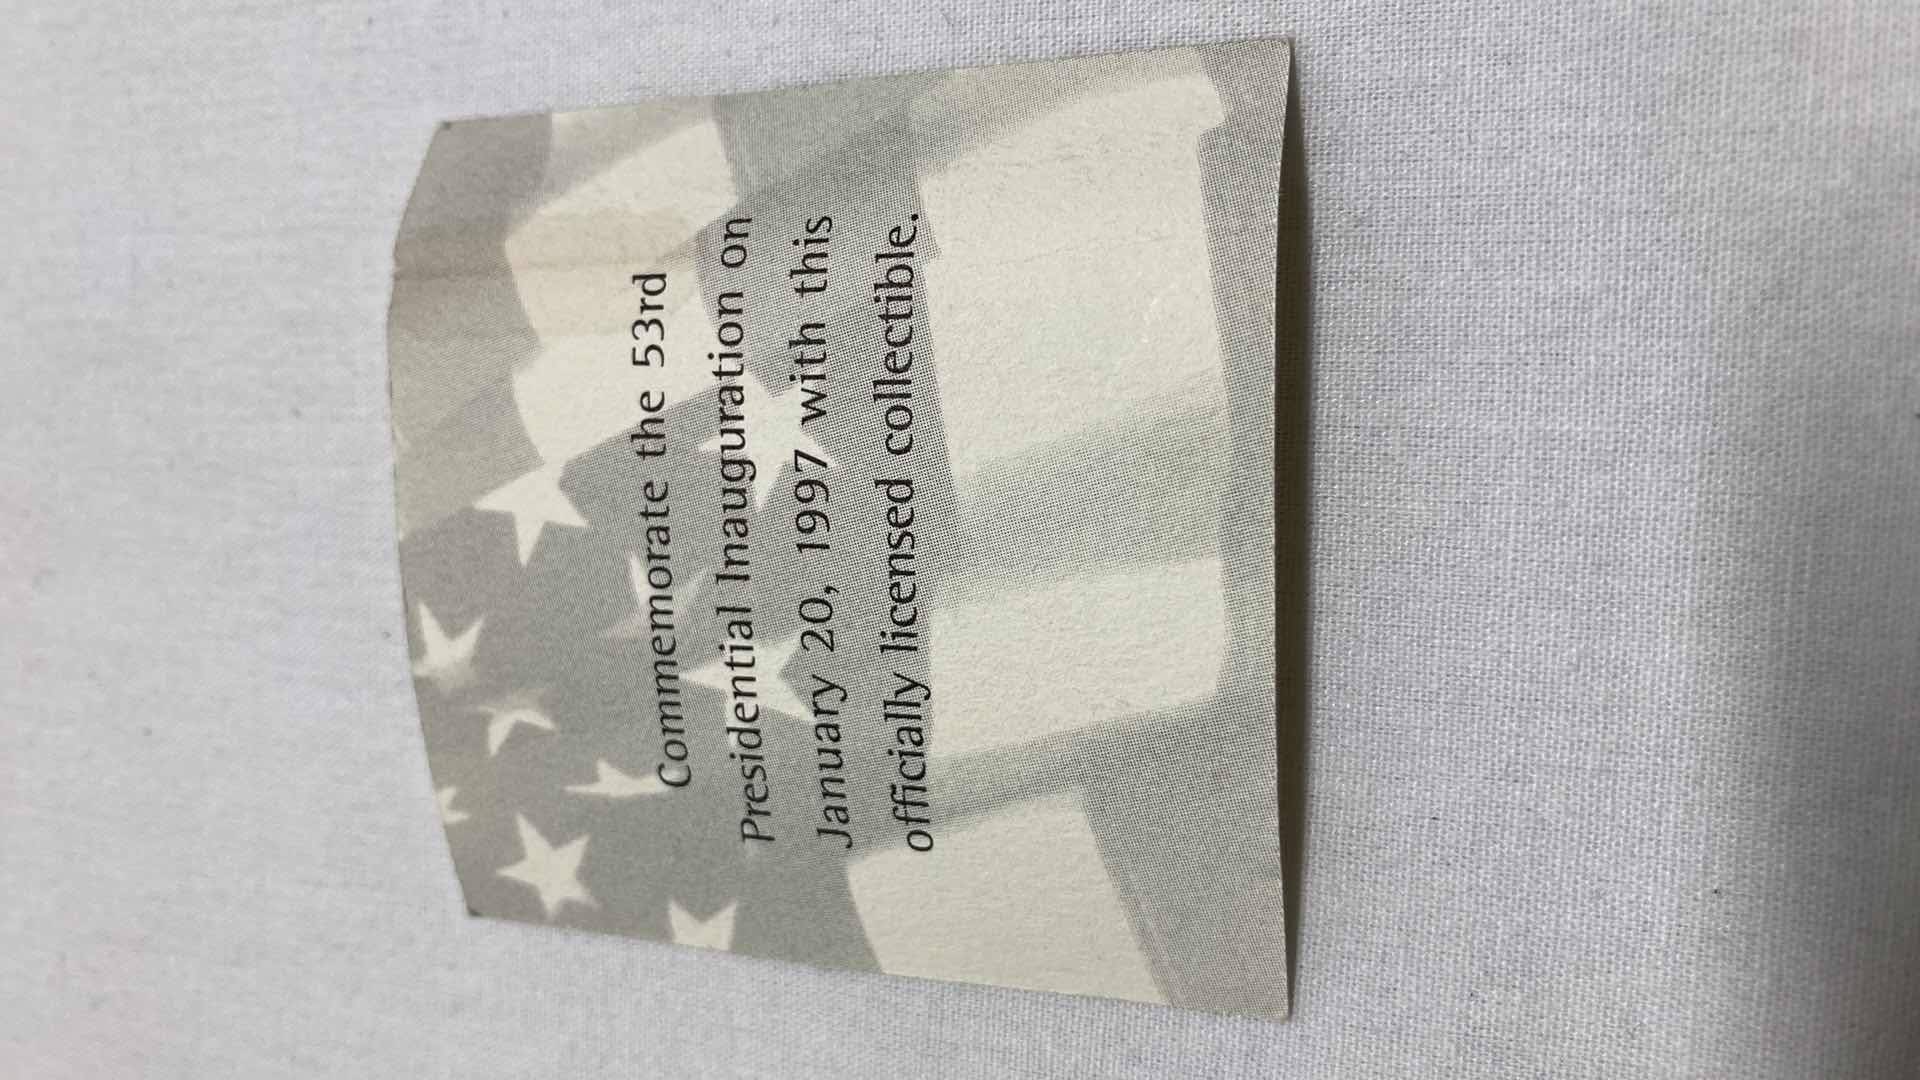 Commemorate the 53rd
Presidential Inauguration on
January 20, 1997 with this
officially licensed collectible.